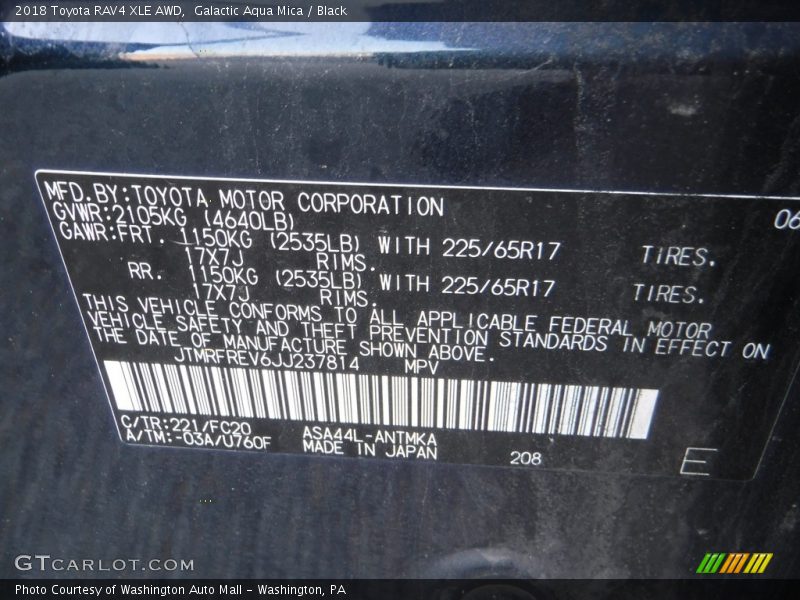 2018 Toyota RAV4 XLE AWD,  Galactic Aqua Mica / Black
MFD.BY:TOYOTA MOTOR CORPORATION 06
GVWR:2105KG (4640LB)
GAWR:FRT. 1150KG (2535LB) WITH 225/65R17 TIRES.
17X7J RIMS.
RR. 1150KG (2535LB) WITH 225/65R17 TIRES.
17X7J RIMS.
THIS VEHICLE CONFORMS TO ALL APPLICABLE FEDERAL MOTOR
VEHICLE SAFETY AND THEFT PREVENTION STANDARDS IN EFFECT ON
THE DATE OF MANUFACTURE SHOWN ABOVE.
JTMRFREV6JJ237814 MPV
C/TR:221/FC20 ASA44L-ANTMKA
A/TM:-03A/U760F MADE IN JAPAN 208 E
GTCARLOT.COM
Photo Courtesy of Washington Auto Mall - Washington, PA